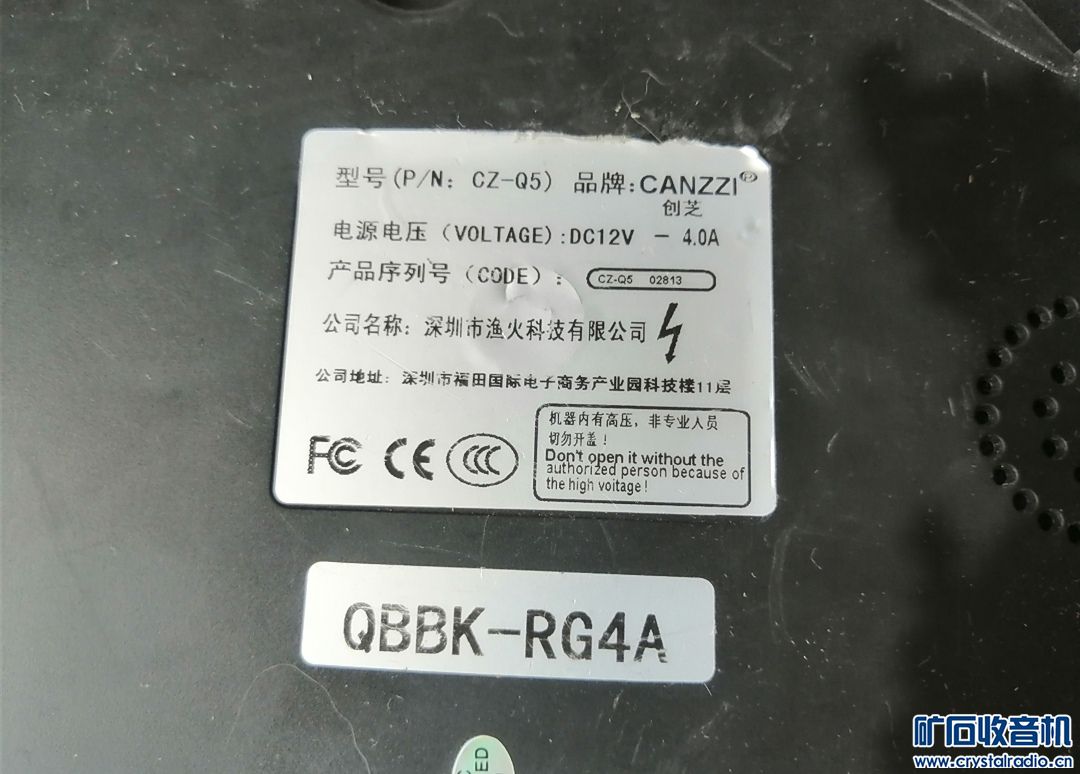 型号(P/N: CZ-Q5) 品牌:CANZZI®
创芝
电源电压(VOLTAGE):DC12V — 4.0A
产品序列号(CODE): CZ-Q5 02813
公司名称: 深圳市渔火科技有限公司
公司地址: 深圳市福田国际电子商务产业园科技楼11层
FC CE CCC
机器内有高压,非专业人员
切勿开盖!
Don't open it without the
authorized person because of
the high voitage!
QBBK-RG4A
ED
矿石收音机
www.crystalradio.cn